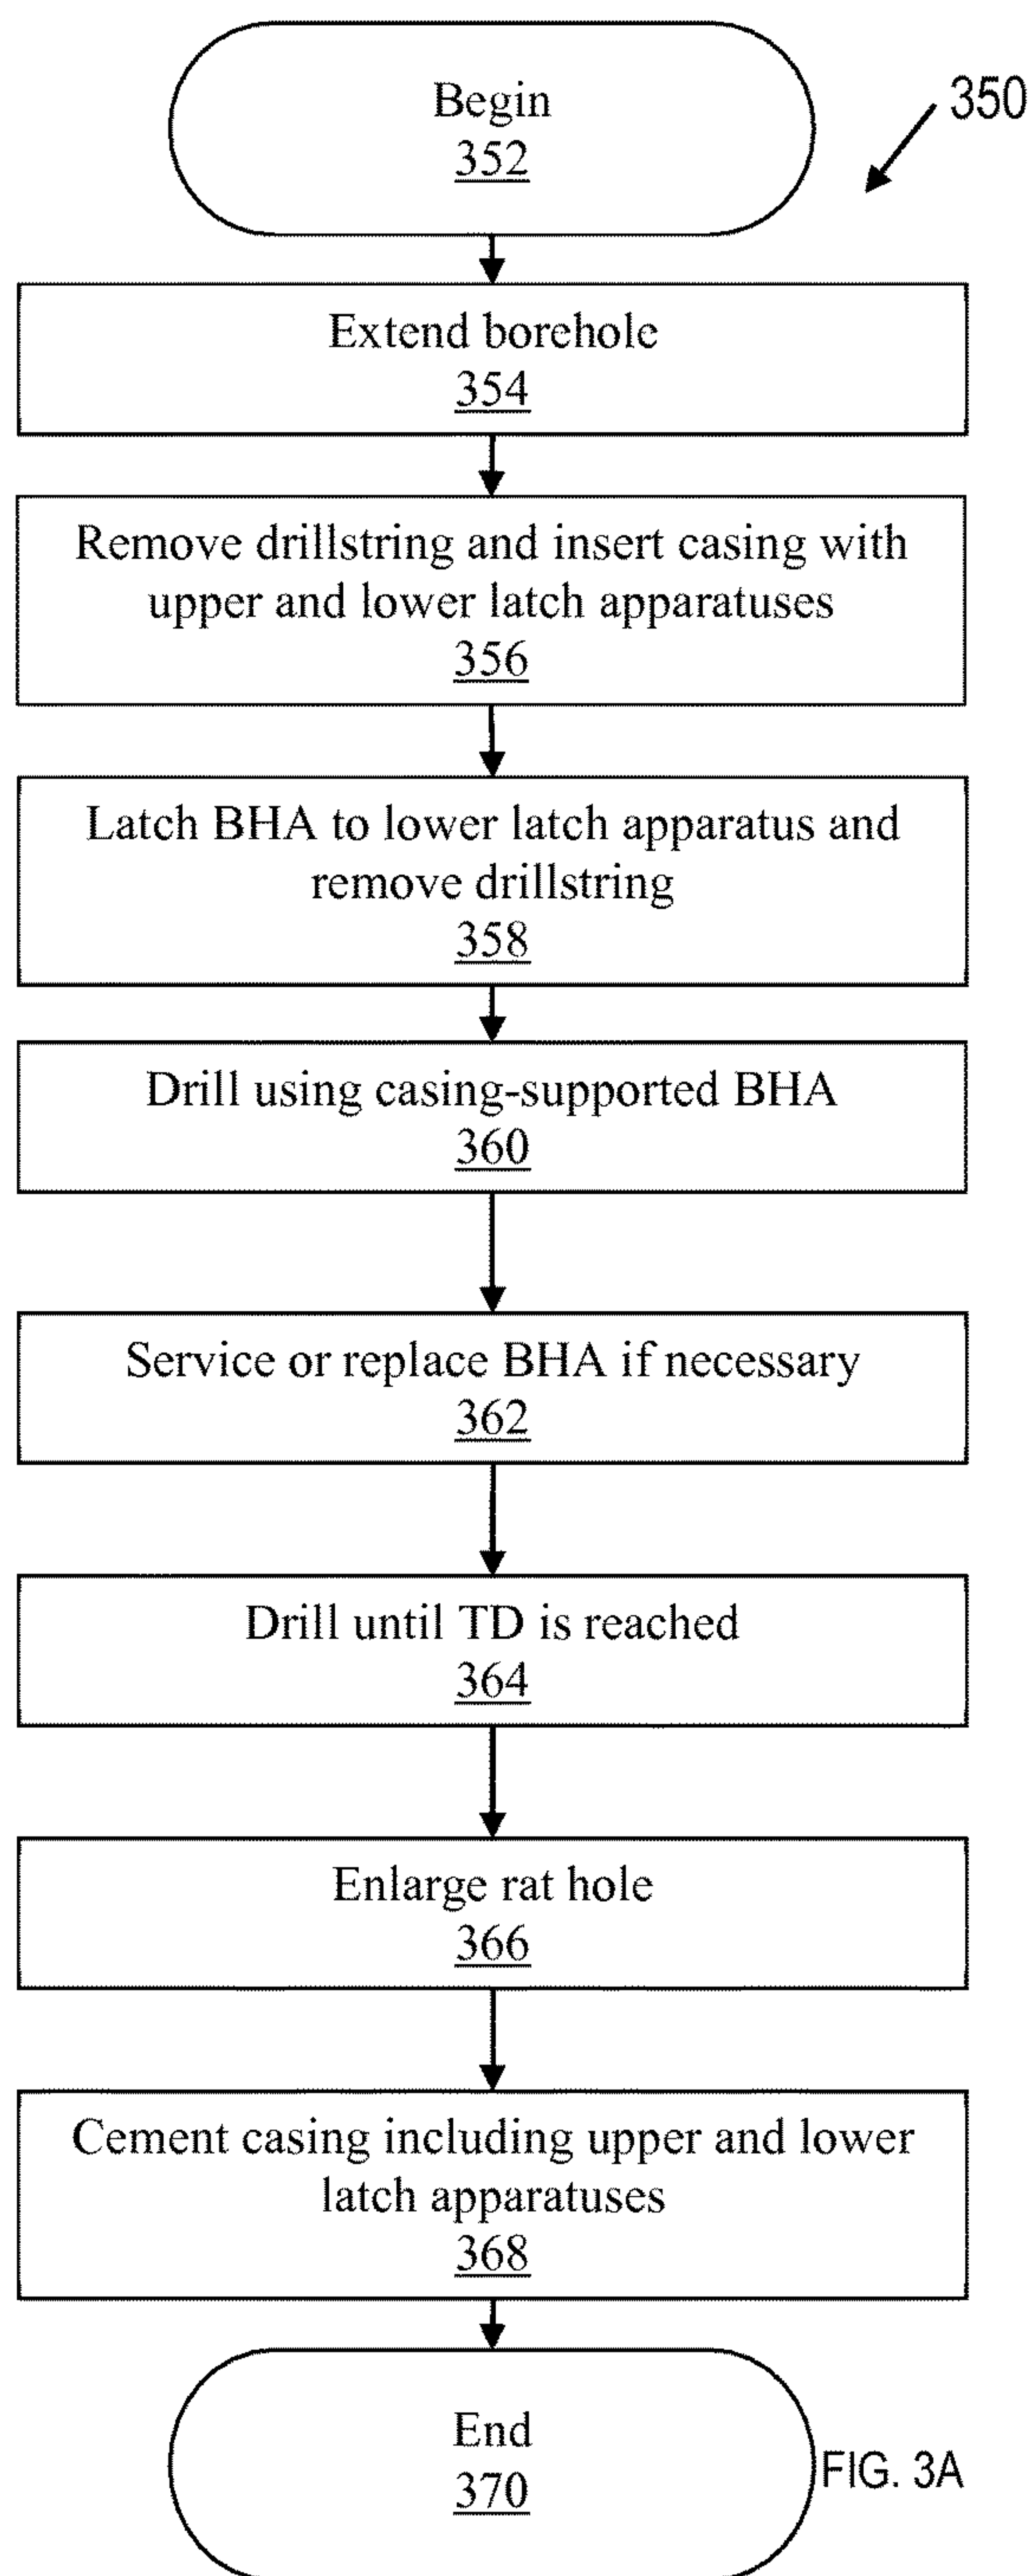 Begin
352
350
Extend borehole
354
Remove drillstring and insert casing with
upper and lower latch apparatuses
356
Latch BHA to lower latch apparatus and
remove drillstring
358
Drill using casing-supported BHA
360
Service or replace BHA if necessary
362
Drill until TD is reached
364
Enlarge rat hole
366
Cement casing including upper and lower
latch apparatuses
368
End
370
FIG. 3A